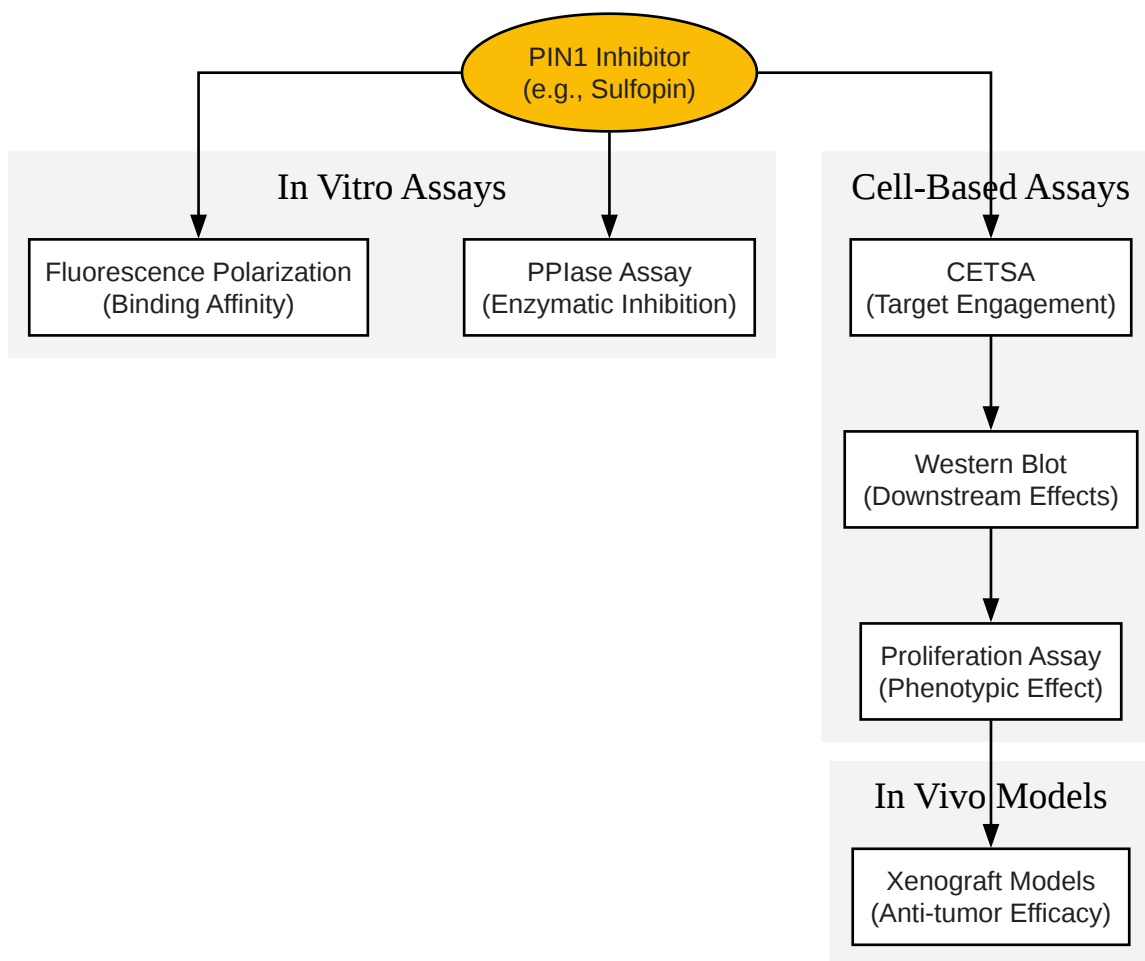 PIN1 Inhibitor
(e.g., Sulfopin)
In Vitro Assays
Cell-Based Assays
Fluorescence Polarization
(Binding Affinity)
PPIase Assay
(Enzymatic Inhibition)
CETSA
(Target Engagement)
Western Blot
(Downstream Effects)
Proliferation Assay
(Phenotypic Effect)
In Vivo Models
Xenograft Models
(Anti-tumor Efficacy)